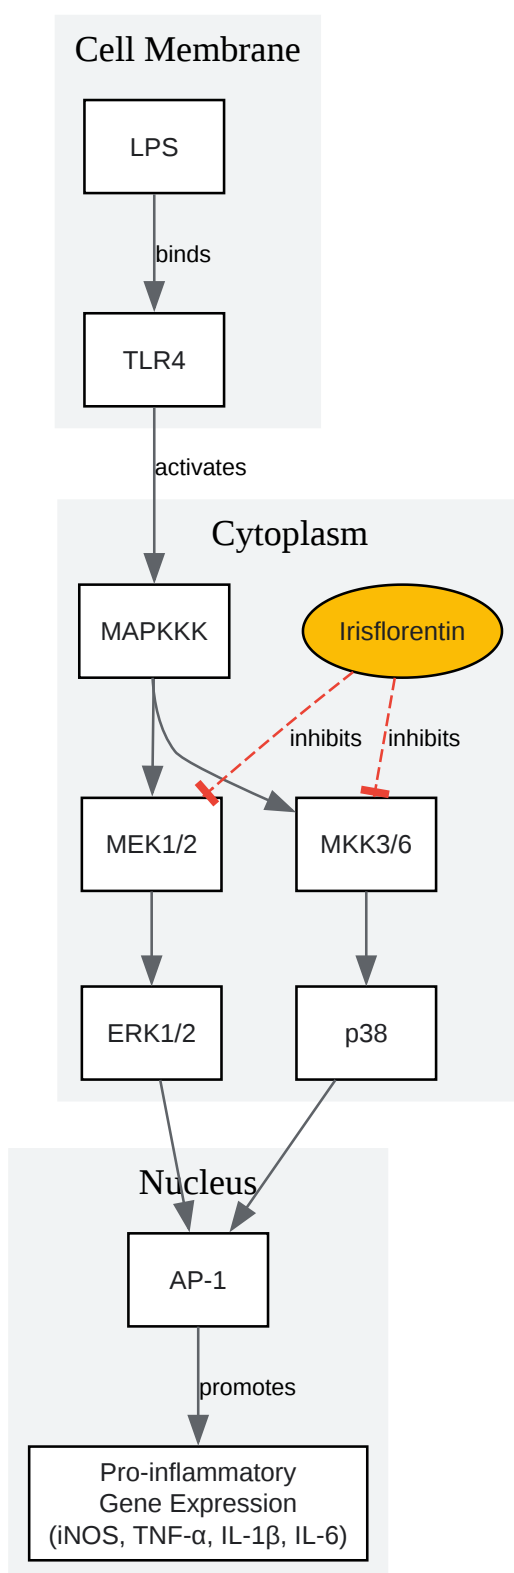 Cell Membrane
LPS
binds
TLR4
activates
Cytoplasm
MAPKKK
Irisflorentin
inhibits
inhibits
MEK1/2
MKK3/6
ERK1/2
p38
Nucleus
AP-1
promotes
Pro-inflammatory
Gene Expression
(iNOS, TNF-α, IL-1β, IL-6)